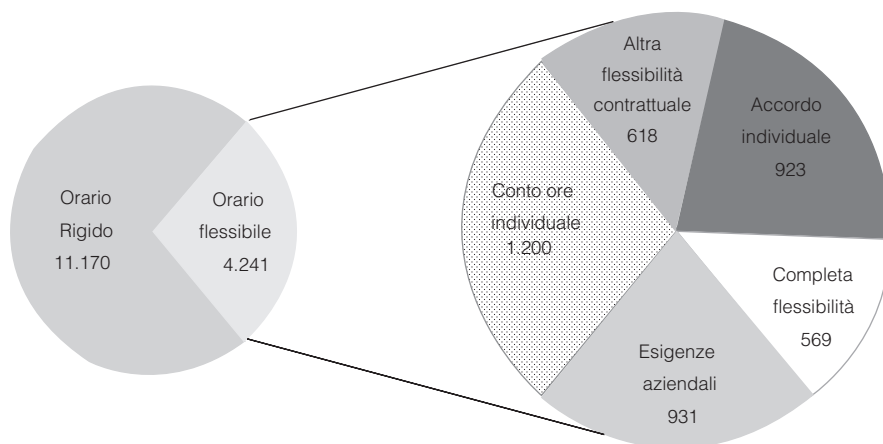 Orario
Rigido
11.170
Orario
flessibile
4.241
Altra
flessibilità
contrattuale
618
Accordo
individuale
923
Conto ore
individuale
1.200
Completa
flessibilità
569
Esigenze
aziendali
931